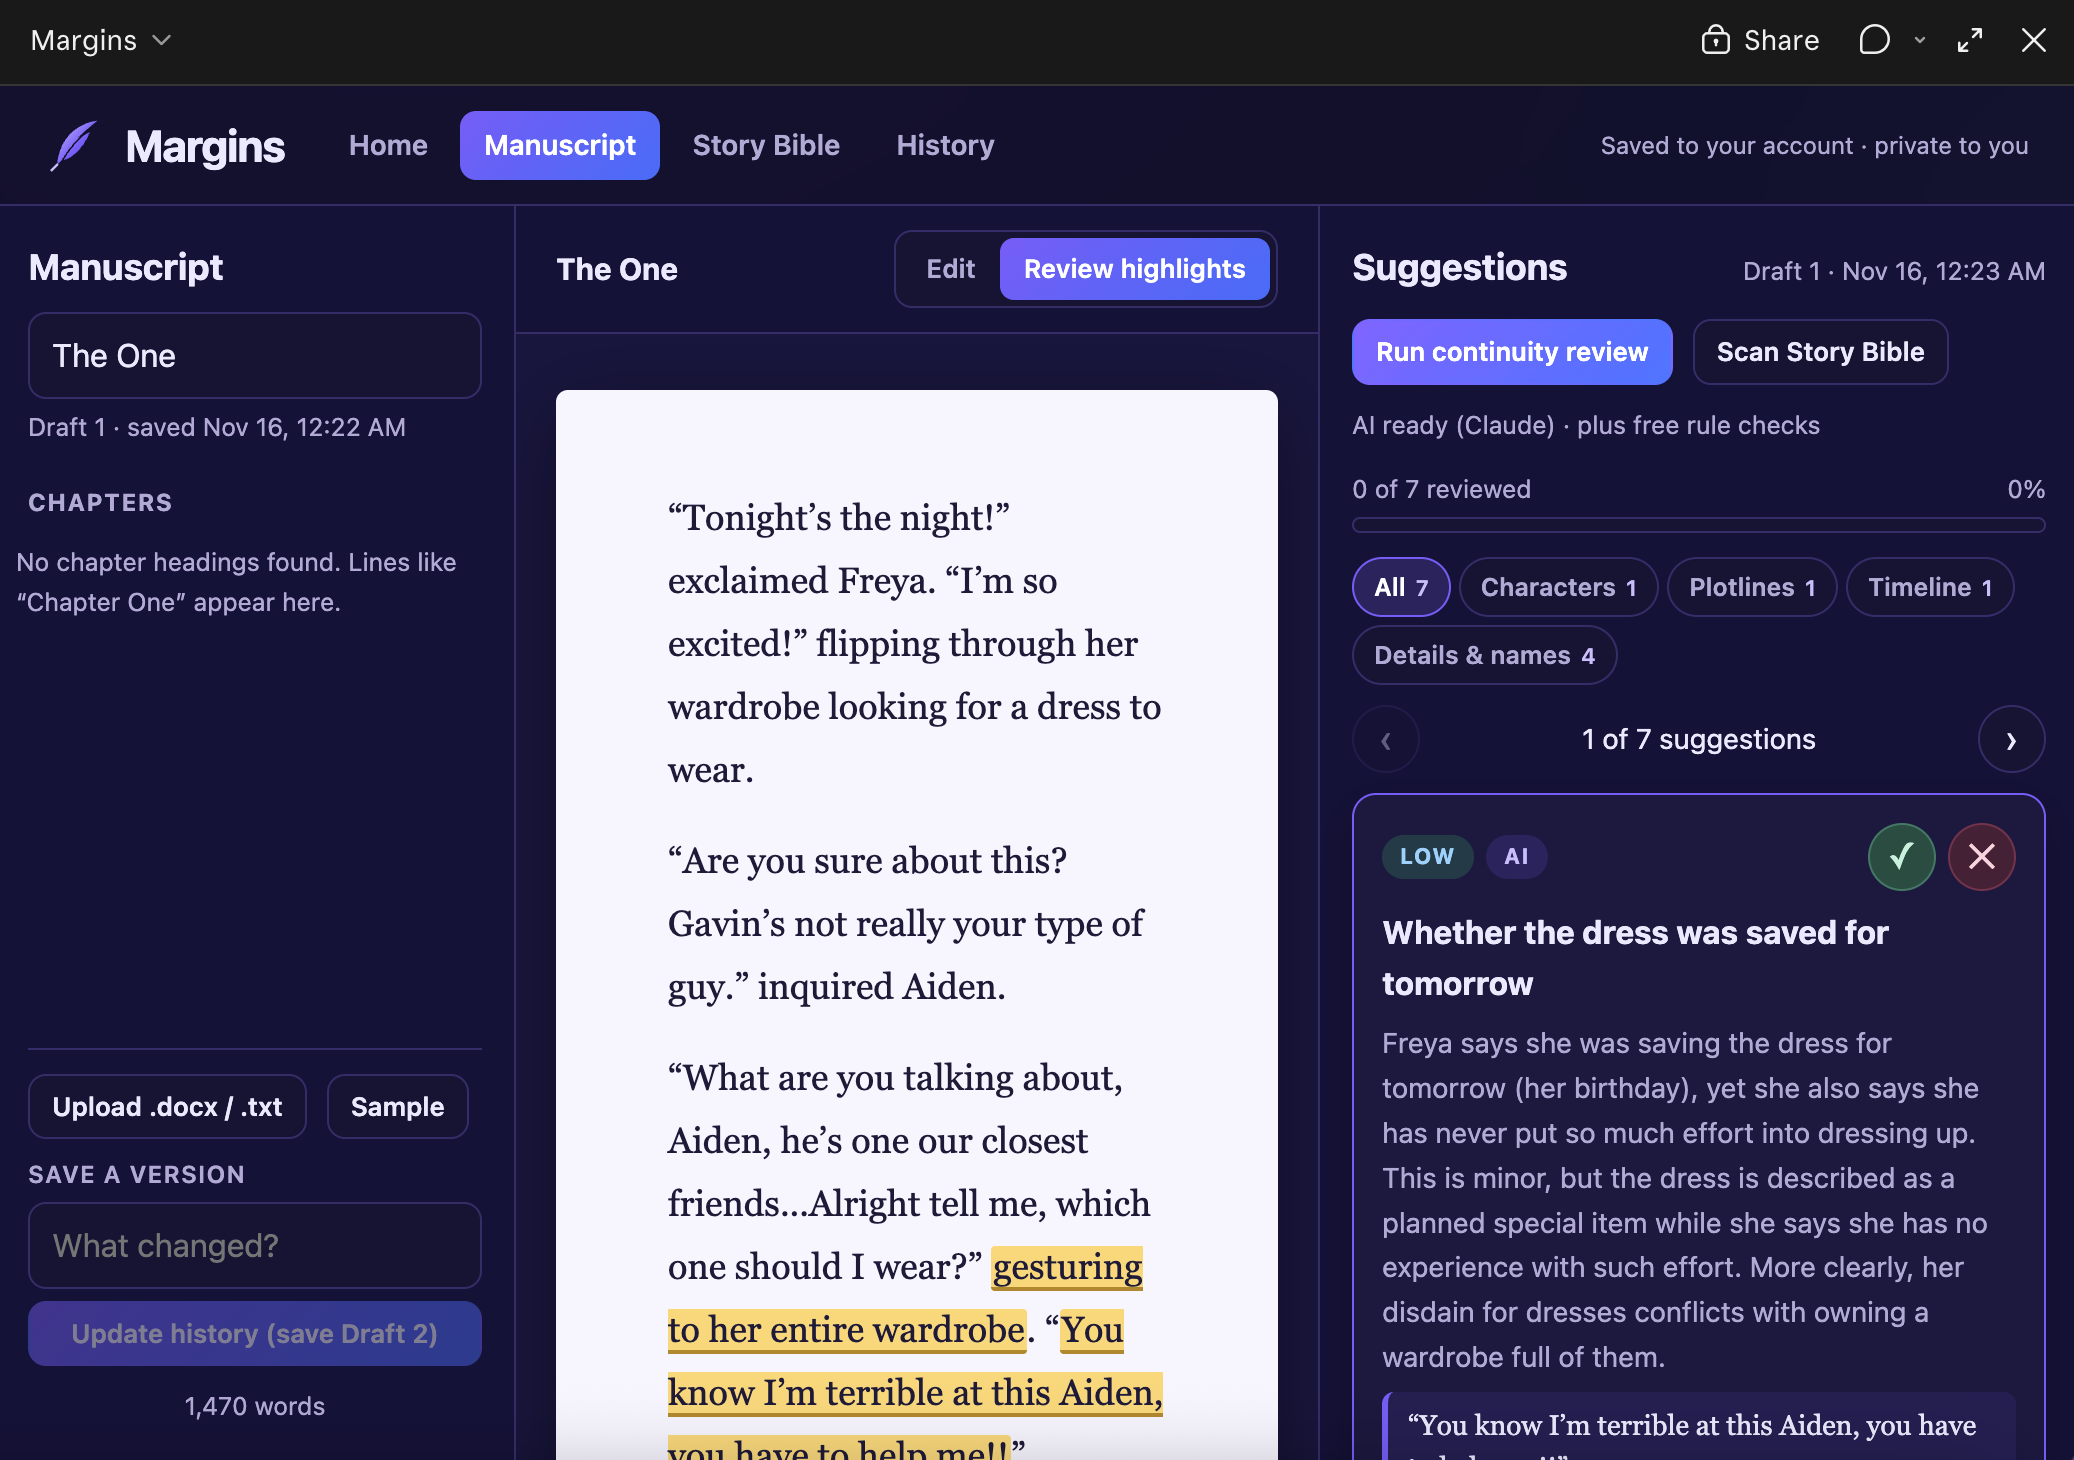 Margins
Share
Margins
Home
Manuscript
Story Bible
History
Saved to your account · private to you
Manuscript
The One
Draft 1 · saved Nov 16, 12:22 AM
CHAPTERS
No chapter headings found. Lines like
“Chapter One” appear here.
Upload .docx / .txt
Sample
SAVE A VERSION
What changed?
Update history (save Draft 2)
1,470 words
The One
Edit
Review highlights
“Tonight’s the night!”
exclaimed Freya. “I’m so
excited!” flipping through her
wardrobe looking for a dress to
wear.
“Are you sure about this?
Gavin’s not really your type of
guy.” inquired Aiden.
“What are you talking about,
Aiden, he’s one our closest
friends...Alright tell me, which
one should I wear?” gesturing
to her entire wardrobe. “You
know I’m terrible at this Aiden,
you have to help me!!”
Suggestions
Draft 1 · Nov 16, 12:23 AM
Run continuity review
Scan Story Bible
AI ready (Claude) · plus free rule checks
0 of 7 reviewed
0%
All 7
Characters 1
Plotlines 1
Timeline 1
Details & names 4
‹
1 of 7 suggestions
›
LOW
AI
Whether the dress was saved for
tomorrow
Freya says she was saving the dress for
tomorrow (her birthday), yet she also says she
has never put so much effort into dressing up.
This is minor, but the dress is described as a
planned special item while she says she has no
experience with such effort. More clearly, her
disdain for dresses conflicts with owning a
wardrobe full of them.
“You know I’m terrible at this Aiden, you have